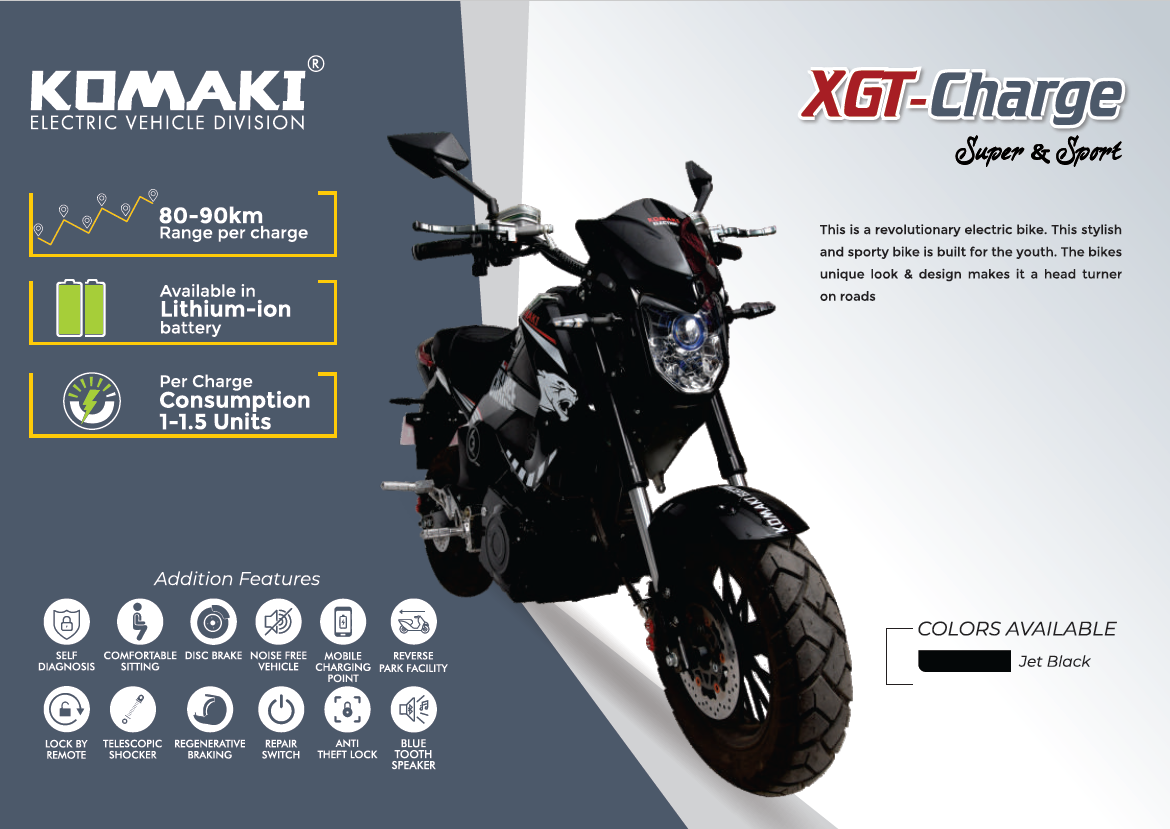 KOMAKI®
ELECTRIC VEHICLE DIVISION
80-90km
Range per charge
Available in
Lithium-ion
battery
Per Charge
Consumption
1-1.5 Units
XGT-Charge
Super & Sport
This is a revolutionary electric bike. This stylish
and sporty bike is built for the youth. The bikes
unique look & design makes it a head turner
on roads
KOMAKI
ELECTRIC
KOMAKI
Addition Features
SELF
DIAGNOSIS
COMFORTABLE
SITTING
DISC BRAKE
NOISE FREE
VEHICLE
MOBILE
CHARGING
POINT
REVERSE
PARK FACILITY
LOCK BY
REMOTE
TELESCOPIC
SHOCKER
REGENERATIVE
BRAKING
REPAIR
SWITCH
ANTI
THEFT LOCK
BLUE
TOOTH
SPEAKER
KOMAKI
COLORS AVAILABLE
Jet Black